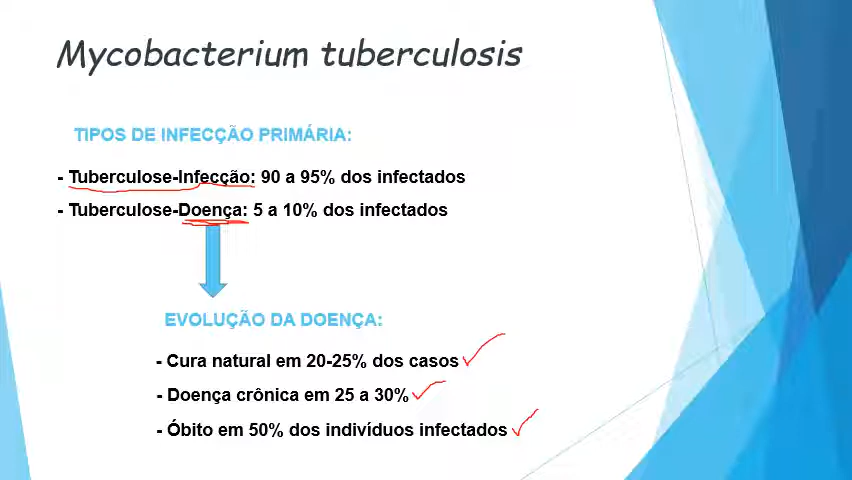 Mycobacterium tuberculosis
TIPOS DE INFECÇÃO PRIMÁRIA:
- Tuberculose-Infecção: 90 a 95% dos infectados
- Tuberculose-Doença: 5 a 10% dos infectados
EVOLUÇÃO DA DOENÇA:
- Cura natural em 20-25% dos casos
- Doença crônica em 25 a 30%
- Óbito em 50% dos indivíduos infectados